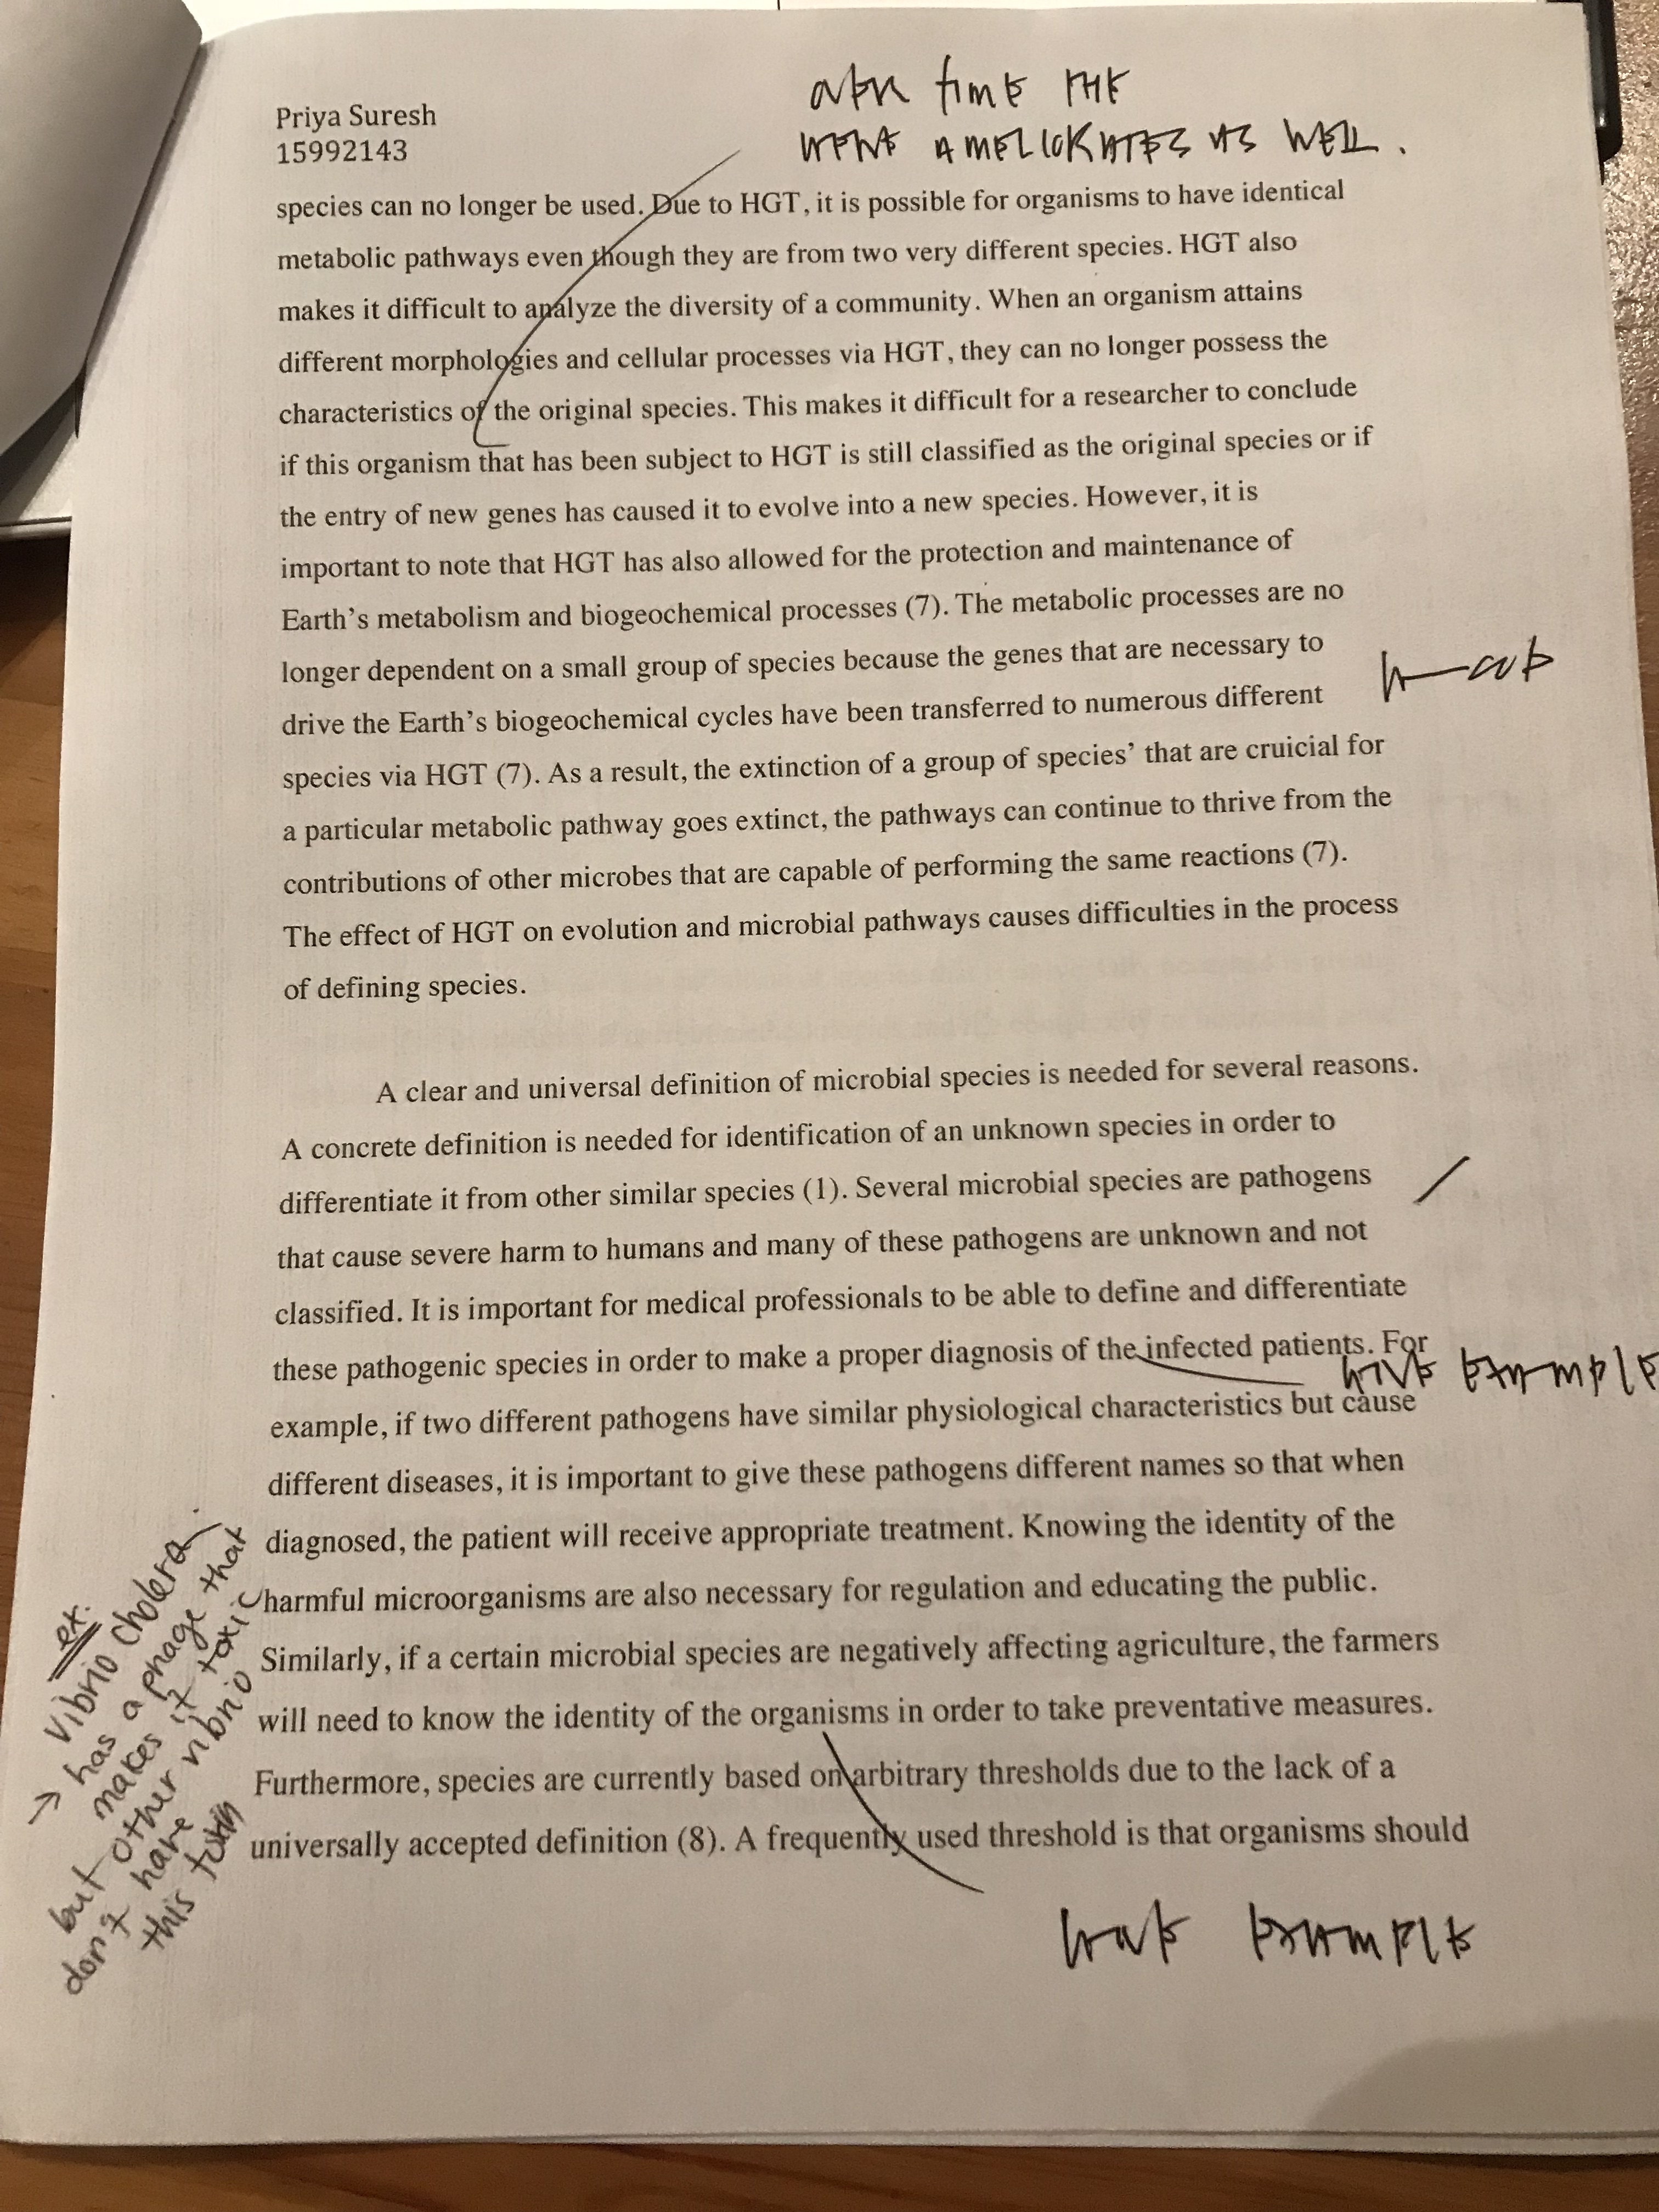 OVER TIME THE
AMELIORATES AS WELL.
Priya Suresh
15992143
species can no longer be used. Due to HGT, it is possible for organisms to have identical
metabolic pathways even though they are from two very different species. HGT also
makes it difficult to analyze the diversity of a community. When an organism attains
different morphologies and cellular processes via HGT, they can no longer possess the
characteristics of the original species. This makes it difficult for a researcher to conclude
if this organism that has been subject to HGT is still classified as the original species or if
the entry of new genes has caused it to evolve into a new species. However, it is
important to note that HGT has also allowed for the protection and maintenance of
Earth's metabolism and biogeochemical processes (7). The metabolic processes are no
longer dependent on a small group of species because the genes that are necessary to
drive the Earth's biogeochemical cycles have been transferred to numerous different
species via HGT (7). As a result, the extinction of a group of species' that are cruicial for
a particular metabolic pathway goes extinct, the pathways can continue to thrive from the
contributions of other microbes that are capable of performing the same reactions (7).
The effect of HGT on evolution and microbial pathways causes difficulties in the process
of defining species.
A clear and universal definition of microbial species is needed for several reasons.
A concrete definition is needed for identification of an unknown species in order to
differentiate it from other similar species (1). Several microbial species are pathogens
that cause severe harm to humans and many of these pathogens are unknown and not
classified. It is important for medical professionals to be able to define and differentiate
these pathogenic species in order to make a proper diagnosis of the infected patients. For
EXAMPLE
example, if two different pathogens have similar physiological characteristics but cause
different diseases, it is important to give these pathogens different names so that when
diagnosed, the patient will receive appropriate treatment. Knowing the identity of the
harmful microorganisms are also necessary for regulation and educating the public.
Similarly, if a certain microbial species are negatively affecting agriculture, the farmers
will need to know the identity of the organisms in order to take preventative measures.
Furthermore, species are currently based on arbitrary thresholds due to the lack of a
universally accepted definition (8). A frequently used threshold is that organisms should
ex.
Vibrio cholera
→ has a phage that
makes it toxic
but other vibrio
don't have
this toxin
EXAMPLE